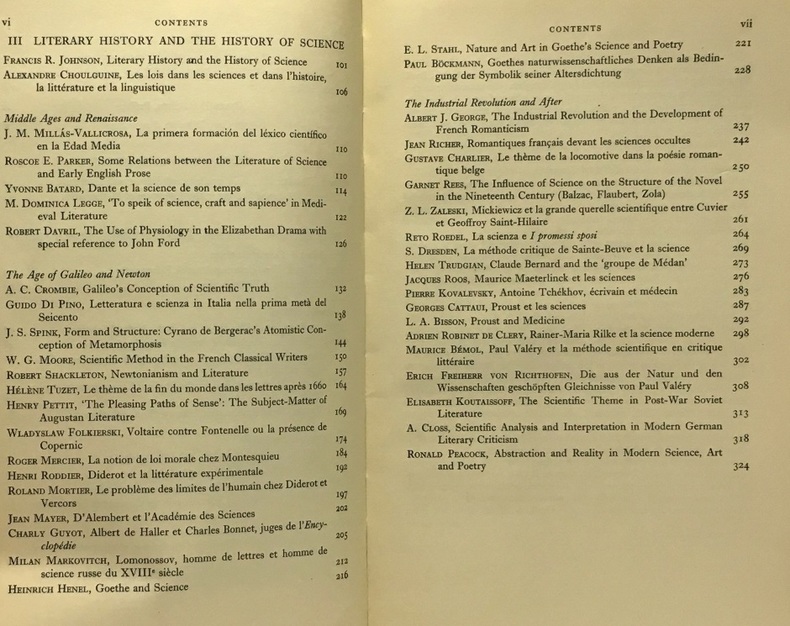 vi CONTENTS
III LITERARY HISTORY AND THE HISTORY OF SCIENCE
FRANCIS R. JOHNSON, Literary History and the History of Science 101
ALEXANDRE CHOULGUINE, Les lois dans les sciences et dans l'histoire,
la littérature et la linguistique 106
Middle Ages and Renaissance
J. M. MILLÁS-VALLICROSA, La primera formación del léxico científico
en la Edad Media 110
ROSCOE E. PARKER, Some Relations between the Literature of Science
and Early English Prose 110
YVONNE BATARD, Dante et la science de son temps 114
M. DOMINICA LEGGE, 'To speik of science, craft and sapience' in Medi-
eval Literature 122
ROBERT DAVRIL, The Use of Physiology in the Elizabethan Drama with
special reference to John Ford 126
The Age of Galileo and Newton
A. C. CROMBIE, Galileo's Conception of Scientific Truth 132
GUIDO DI PINO, Letteratura e scienza in Italia nella prima metà del
Seicento 138
J. S. SPINK, Form and Structure: Cyrano de Bergerac's Atomistic Con-
ception of Metamorphosis 144
W. G. MOORE, Scientific Method in the French Classical Writers 150
ROBERT SHACKLETON, Newtonianism and Literature 157
HÉLÈNE TUZET, Le thème de la fin du monde dans les lettres après 1660 164
HENRY PETTIT, 'The Pleasing Paths of Sense': The Subject-Matter of
Augustan Literature 169
WLADYSLAW FOLKIERSKI, Voltaire contre Fontenelle ou la présence de
Copernic 174
ROGER MERCIER, La notion de loi morale chez Montesquieu 184
HENRI RODDIER, Diderot et la littérature expérimentale 192
ROLAND MORTIER, Le problème des limites de l'humain chez Diderot et
Vercors 197
JEAN MAYER, D'Alembert et l'Académie des Sciences 202
CHARLY GUYOT, Albert de Haller et Charles Bonnet, juges de l'Ency-
clopédie 205
MILAN MARKOVITCH, Lomonossov, homme de lettres et homme de
science russe du XVIIIe siècle 212
HEINRICH HENEL, Goethe and Science 216
CONTENTS vii
E. L. STAHL, Nature and Art in Goethe's Science and Poetry 221
PAUL BÖCKMANN, Goethes naturwissenschaftliches Denken als Bedin-
gung der Symbolik seiner Altersdichtung 228
The Industrial Revolution and After
ALBERT J. GEORGE, The Industrial Revolution and the Development of
French Romanticism 237
JEAN RICHER, Romantiques français devant les sciences occultes 242
GUSTAVE CHARLIER, Le thème de la locomotive dans la poésie roman-
tique belge 250
GARNET REES, The Influence of Science on the Structure of the Novel
in the Nineteenth Century (Balzac, Flaubert, Zola) 255
Z. L. ZALESKI, Mickiewicz et la grande querelle scientifique entre Cuvier
et Geoffroy Saint-Hilaire 261
RETO ROEDEL, La scienza e I promessi sposi 264
S. DRESDEN, La méthode critique de Sainte-Beuve et la science 269
HELEN TRUDGIAN, Claude Bernard and the 'groupe de Médan' 273
JACQUES ROOS, Maurice Maeterlinck et les sciences 276
PIERRE KOVALEVSKY, Antoine Tchékhov, écrivain et médecin 283
GEORGES CATTAUI, Proust et les sciences 287
L. A. BISSON, Proust and Medicine 292
ADRIEN ROBINET DE CLERY, Rainer-Maria Rilke et la science moderne 298
MAURICE BÉMOL, Paul Valéry et la méthode scientifique en critique
littéraire 302
ERICH FREIHERR VON RICHTHOFEN, Die aus der Natur und den
Wissenschaften geschöpften Gleichnisse von Paul Valéry 308
ELISABETH KOUTAISSOFF, The Scientific Theme in Post-War Soviet
Literature 313
A. CLOSS, Scientific Analysis and Interpretation in Modern German
Literary Criticism 318
RONALD PEACOCK, Abstraction and Reality in Modern Science, Art
and Poetry 324